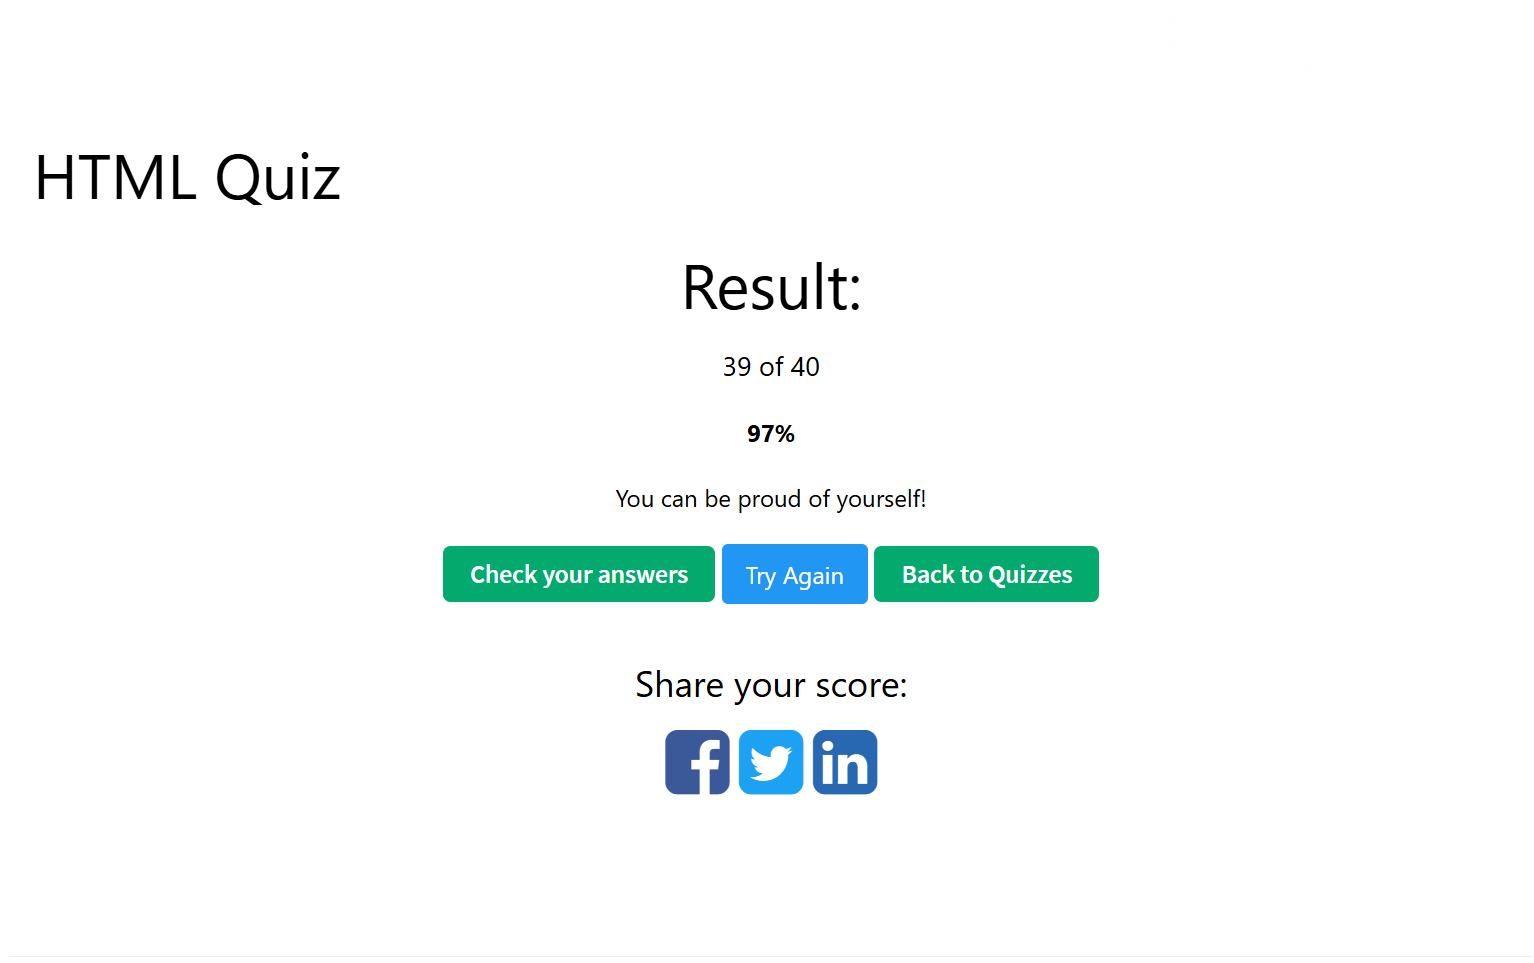 HTML Quiz
Result:
39 of 40
97%
You can be proud of yourself!
Check your answers
Try Again
Back to Quizzes
Share your score:
f
in